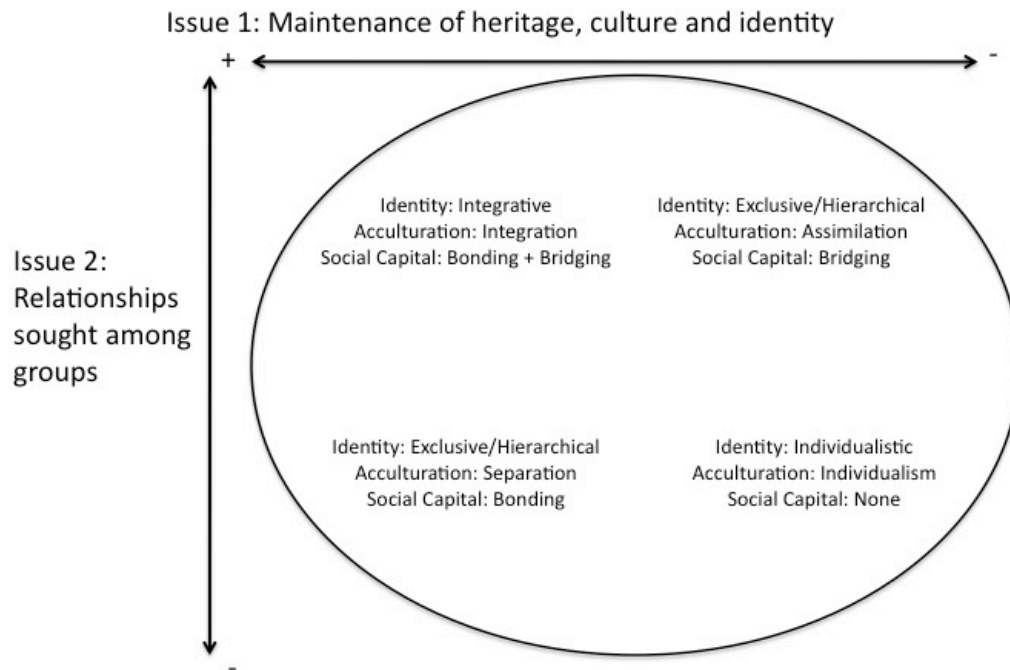 Issue 1: Maintenance of heritage, culture and identity
+
-
Identity: Integrative
Acculturation: Integration
Social Capital: Bonding + Bridging
Identity: Exclusive/Hierarchical
Acculturation: Assimilation
Social Capital: Bridging
Issue 2:
Relationships
sought among
groups
Identity: Exclusive/Hierarchical
Acculturation: Separation
Social Capital: Bonding
Identity: Individualistic
Acculturation: Individualism
Social Capital: None
-